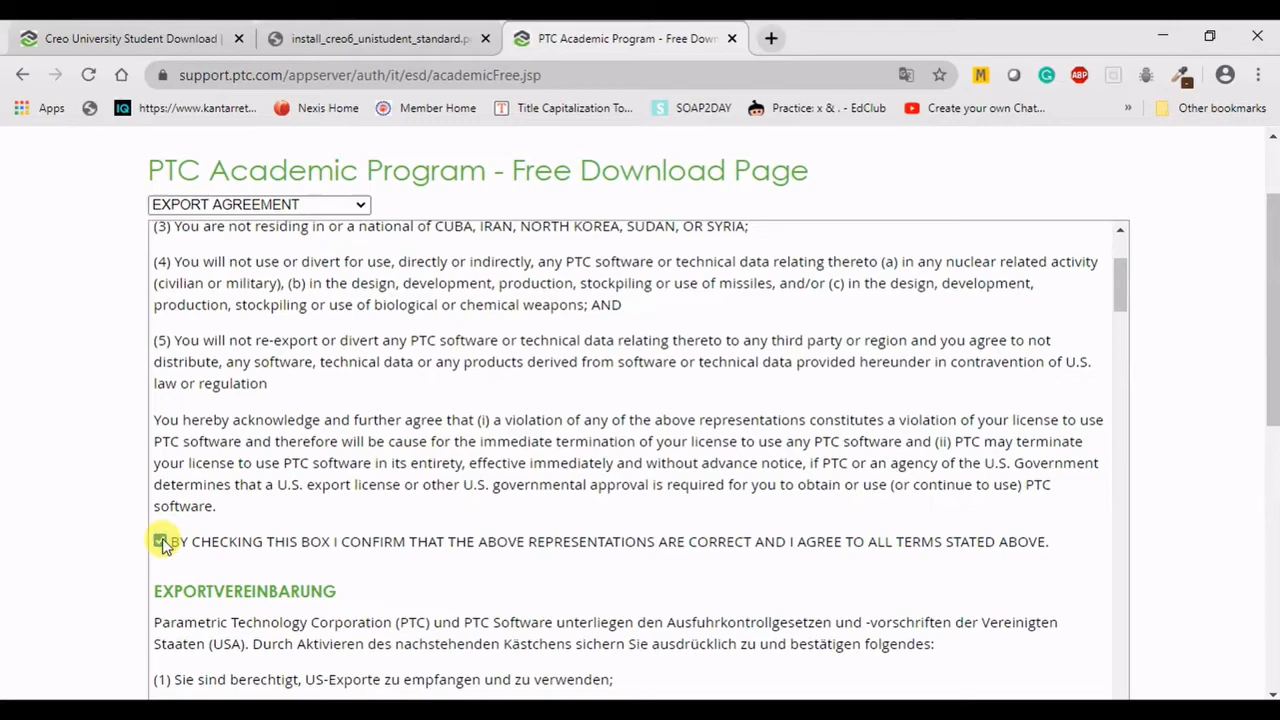 Creo University Student Download |
install_creo6_unistudent_standard.p
PTC Academic Program - Free Down
support.ptc.com/appserver/auth/it/esd/academicFree.jsp
M
G
ABP
Apps
IQ
https://www.kantarret...
Nexis Home
Member Home
T
Title Capitalization To...
S
SOAP2DAY
Practice: x & . - EdClub
Create your own Chat...
»
Other bookmarks
PTC Academic Program - Free Download Page
EXPORT AGREEMENT
(3) You are not residing in or a national of CUBA, IRAN, NORTH KOREA, SUDAN, OR SYRIA;
(4) You will not use or divert for use, directly or indirectly, any PTC software or technical data relating thereto (a) in any nuclear related activity
(civilian or military), (b) in the design, development, production, stockpiling or use of missiles, and/or (c) in the design, development,
production, stockpiling or use of biological or chemical weapons; AND
(5) You will not re-export or divert any PTC software or technical data relating thereto to any third party or region and you agree to not
distribute, any software, technical data or any products derived from software or technical data provided hereunder in contravention of U.S.
law or regulation
You hereby acknowledge and further agree that (i) a violation of any of the above representations constitutes a violation of your license to use
PTC software and therefore will be cause for the immediate termination of your license to use any PTC software and (ii) PTC may terminate
your license to use PTC software in its entirety, effective immediately and without advance notice, if PTC or an agency of the U.S. Government
determines that a U.S. export license or other U.S. governmental approval is required for you to obtain or use (or continue to use) PTC
software.
BY CHECKING THIS BOX I CONFIRM THAT THE ABOVE REPRESENTATIONS ARE CORRECT AND I AGREE TO ALL TERMS STATED ABOVE.
EXPORTVEREINBARUNG
Parametric Technology Corporation (PTC) und PTC Software unterliegen den Ausfuhrkontrollgesetzen und -vorschriften der Vereinigten
Staaten (USA). Durch Aktivieren des nachstehenden Kästchens sichern Sie ausdrücklich zu und bestätigen folgendes:
(1) Sie sind berechtigt, US-Exporte zu empfangen und zu verwenden;